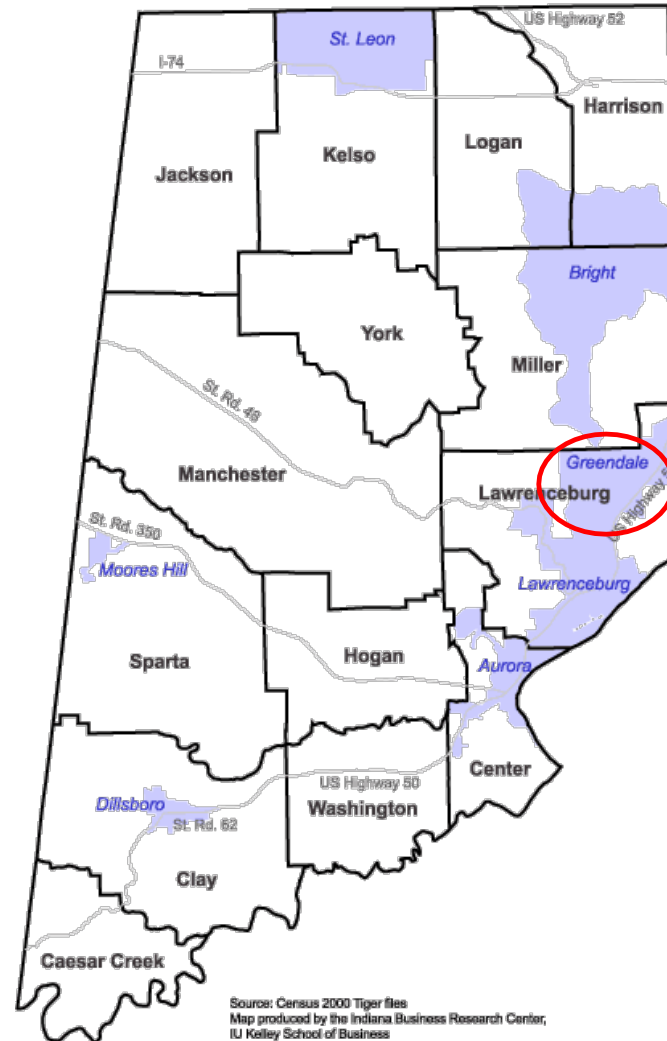 US Highway 52
St. Leon
I-74
Harrison
Logan
Kelso
Jackson
Bright
York
Miller
St. Rd. 48
Greendale
Manchester
Lawrenceburg
US Highway 5
St. Rd. 350
Moores Hill
Lawrenceburg
Hogan
Sparta
Aurora
Center
US Highway 50
Dillsboro
Washington
St. Rd. 62
Clay
Caesar Creek
Source: Census 2000 Tiger files
Map produced by the Indiana Business Research Center,
IU Kelley School of Business